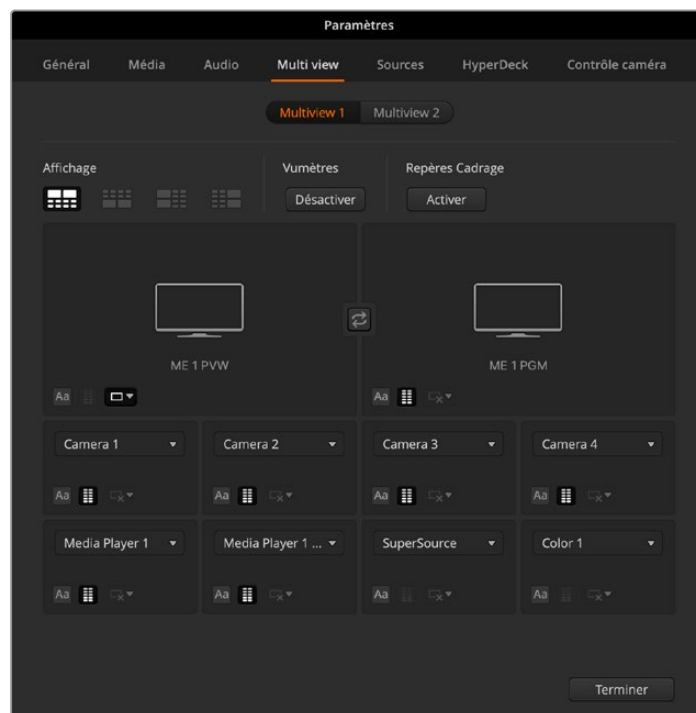 Paramètres
Général Média Audio Multi view Sources HyperDeck Contrôle caméra
Multiview 1 Multiview 2
Affichage Vumètres Repères Cadrage
Désactiver Activer
ME 1 PVW ME 1 PGM
Aa Aa
Camera 1 Camera 2 Camera 3 Camera 4
Aa Aa Aa Aa
Media Player 1 Media Player 1 ... SuperSource Color 1
Aa Aa Aa Aa
Terminer